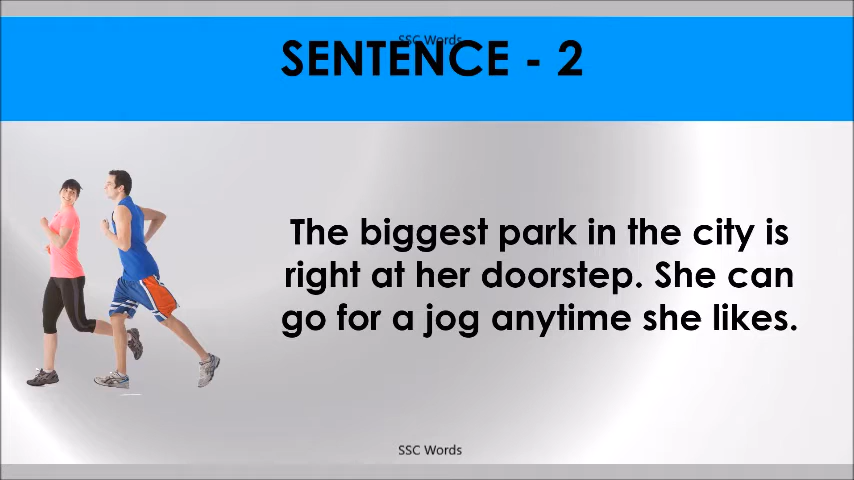 SSC Words
SENTENCE - 2
The biggest park in the city is
right at her doorstep. She can
go for a jog anytime she likes.
SSC Words